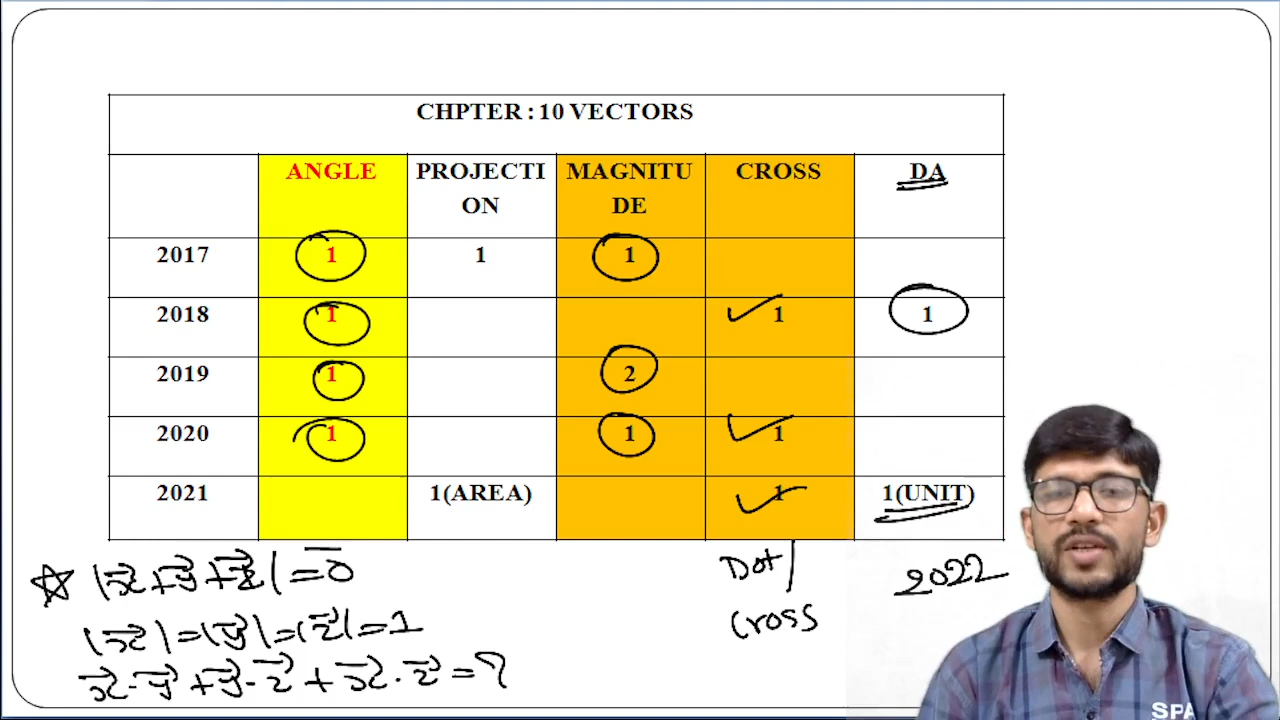 CHPTER : 10 VECTORS
ANGLE PROJECTI ON MAGNITU DE CROSS DA
2017 1 1 1
2018 1 1 1
2019 1 2
2020 1 1 1
2021 1(AREA) 1 1(UNIT)
|x⃗ + y⃗ + z⃗| = 0̅
|x⃗| = |y⃗| = |z⃗| = 1
x⃗ · y⃗ + y⃗ · z⃗ + x⃗ · z⃗ = ?
Dot/
Cross
2022
SPA